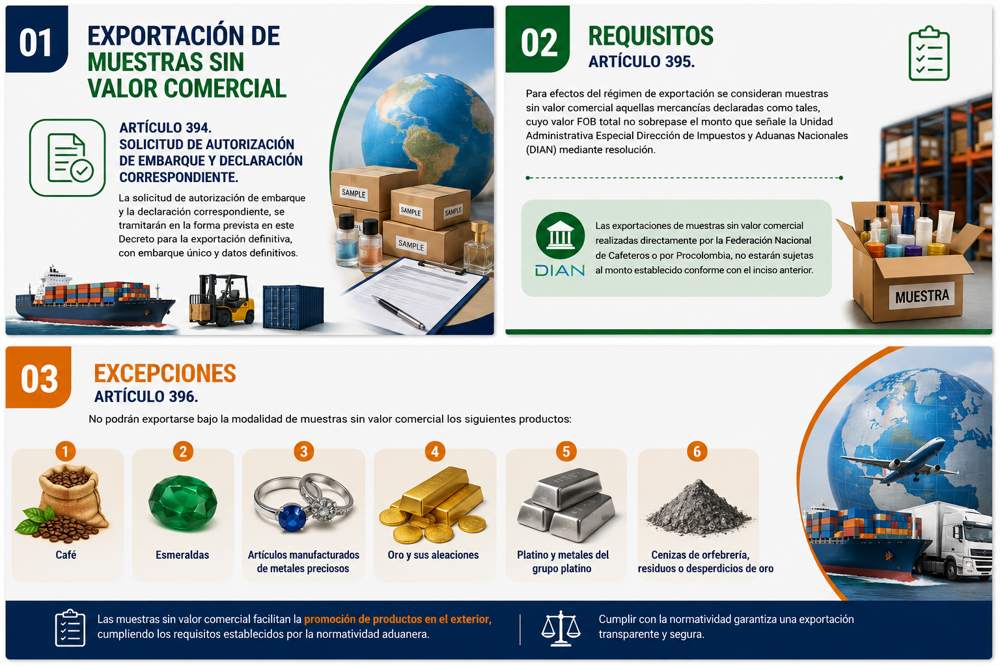 01
EXPORTACIÓN DE
MUESTRAS SIN
VALOR COMERCIAL
ARTÍCULO 394.
SOLICITUD DE AUTORIZACIÓN
DE EMBARQUE Y DECLARACIÓN
CORRESPONDIENTE.
La solicitud de autorización de embarque
y la declaración correspondiente, se
tramitarán en la forma prevista en este
Decreto para la exportación definitiva,
con embarque único y datos definitivos.
SAMPLE
SAMPLE
SAMPLE
SAMPLE
02
REQUISITOS
ARTÍCULO 395.
Para efectos del régimen de exportación se consideran muestras
sin valor comercial aquellas mercancías declaradas como tales,
cuyo valor FOB total no sobrepase el monto que señale la Unidad
Administrativa Especial Dirección de Impuestos y Aduanas Nacionales
(DIAN) mediante resolución.
DIAN
Las exportaciones de muestras sin valor comercial
realizadas directamente por la Federación Nacional
de Cafeteros o por Procolombia, no estarán sujetas
al monto establecido conforme con el inciso anterior.
MUESTRA
03
EXCEPCIONES
ARTÍCULO 396.
No podrán exportarse bajo la modalidad de muestras sin valor comercial los siguientes productos:
1
Café
2
Esmeraldas
3
Artículos manufacturados
de metales preciosos
4
Oro y sus aleaciones
5
Platino y metales del
grupo platino
6
Cenizas de orfebrería,
residuos o desperdicios de oro
Las muestras sin valor comercial facilitan la promoción de productos en el exterior,
cumpliendo los requisitos establecidos por la normatividad aduanera.
Cumplir con la normatividad garantiza una exportación
transparente y segura.